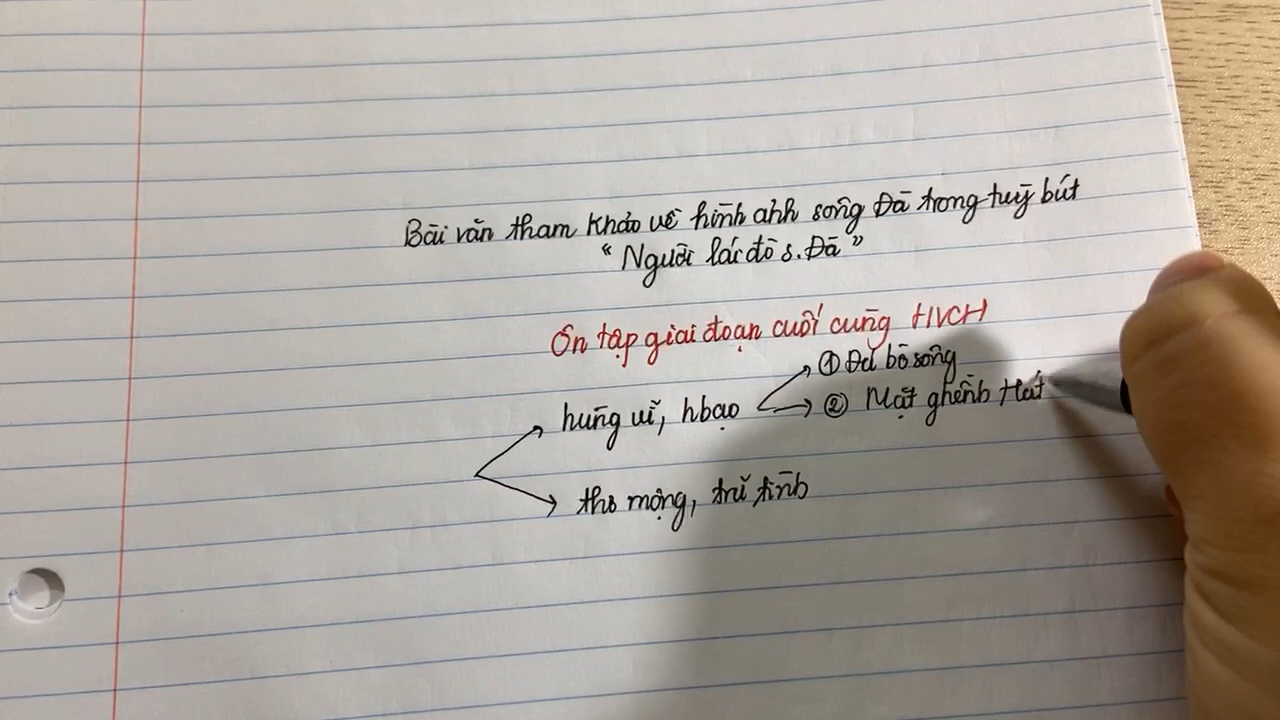 Bài văn tham khảo về hình ảnh sông Đà trong tuỳ bút
“ Người lái đò s.Đà ”
Ôn tập giai đoạn cuối cùng HVCH
hùng vĩ, hbạo
① Đá bờ sông
② Mặt ghềnh Hát
thơ mộng, trữ tình